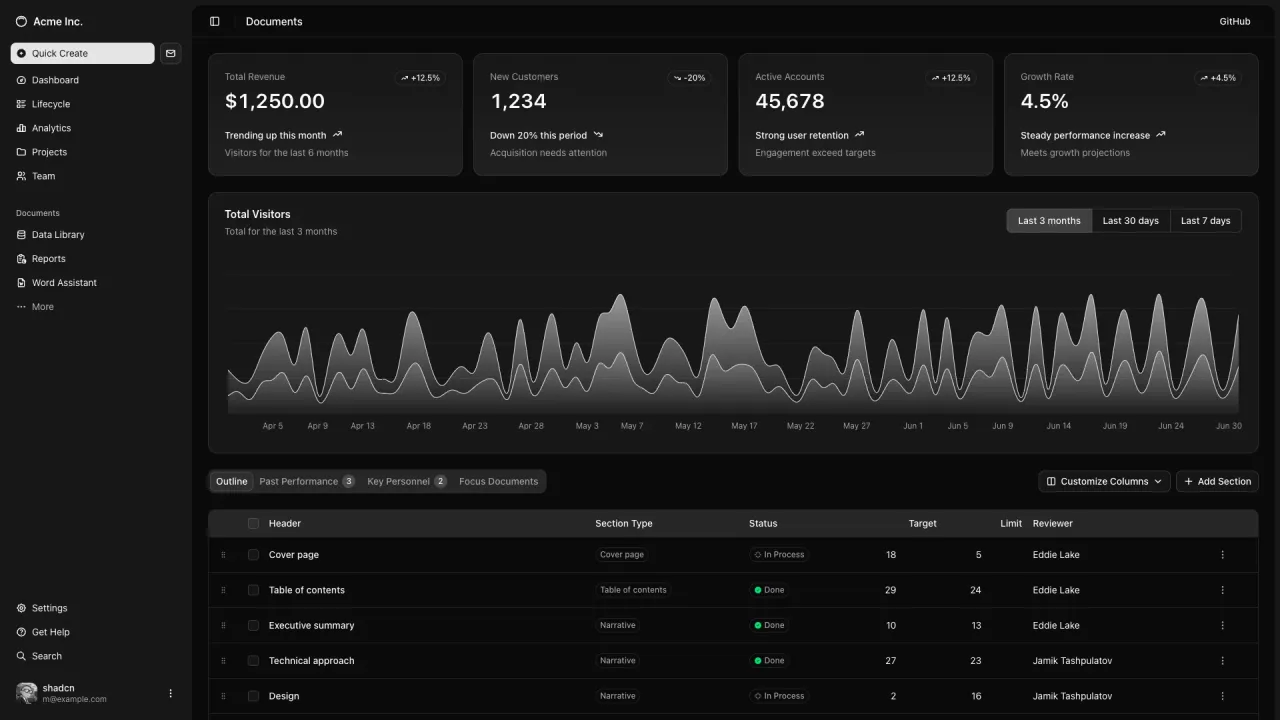 Acme Inc.
Quick Create
Dashboard
Lifecycle
Analytics
Projects
Team
Documents
Data Library
Reports
Word Assistant
More
Settings
Get Help
Search
shadcn
m@example.com
Documents
GitHub
Total Revenue
+12.5%
$1,250.00
Trending up this month
Visitors for the last 6 months
New Customers
-20%
1,234
Down 20% this period
Acquisition needs attention
Active Accounts
+12.5%
45,678
Strong user retention
Engagement exceed targets
Growth Rate
+4.5%
4.5%
Steady performance increase
Meets growth projections
Total Visitors
Total for the last 3 months
Last 3 months Last 30 days Last 7 days
Apr 5 Apr 9 Apr 13 Apr 18 Apr 23 Apr 28 May 3 May 7 May 12 May 17 May 22 May 27 Jun 1 Jun 5 Jun 9 Jun 14 Jun 19 Jun 24 Jun 30
Outline Past Performance 3 Key Personnel 2 Focus Documents
Customize Columns
Add Section
Header Section Type Status Target Limit Reviewer
Cover page Cover page In Process 18 5 Eddie Lake
Table of contents Table of contents Done 29 24 Eddie Lake
Executive summary Narrative Done 10 13 Eddie Lake
Technical approach Narrative Done 27 23 Jamik Tashpulatov
Design Narrative In Process 2 16 Jamik Tashpulatov